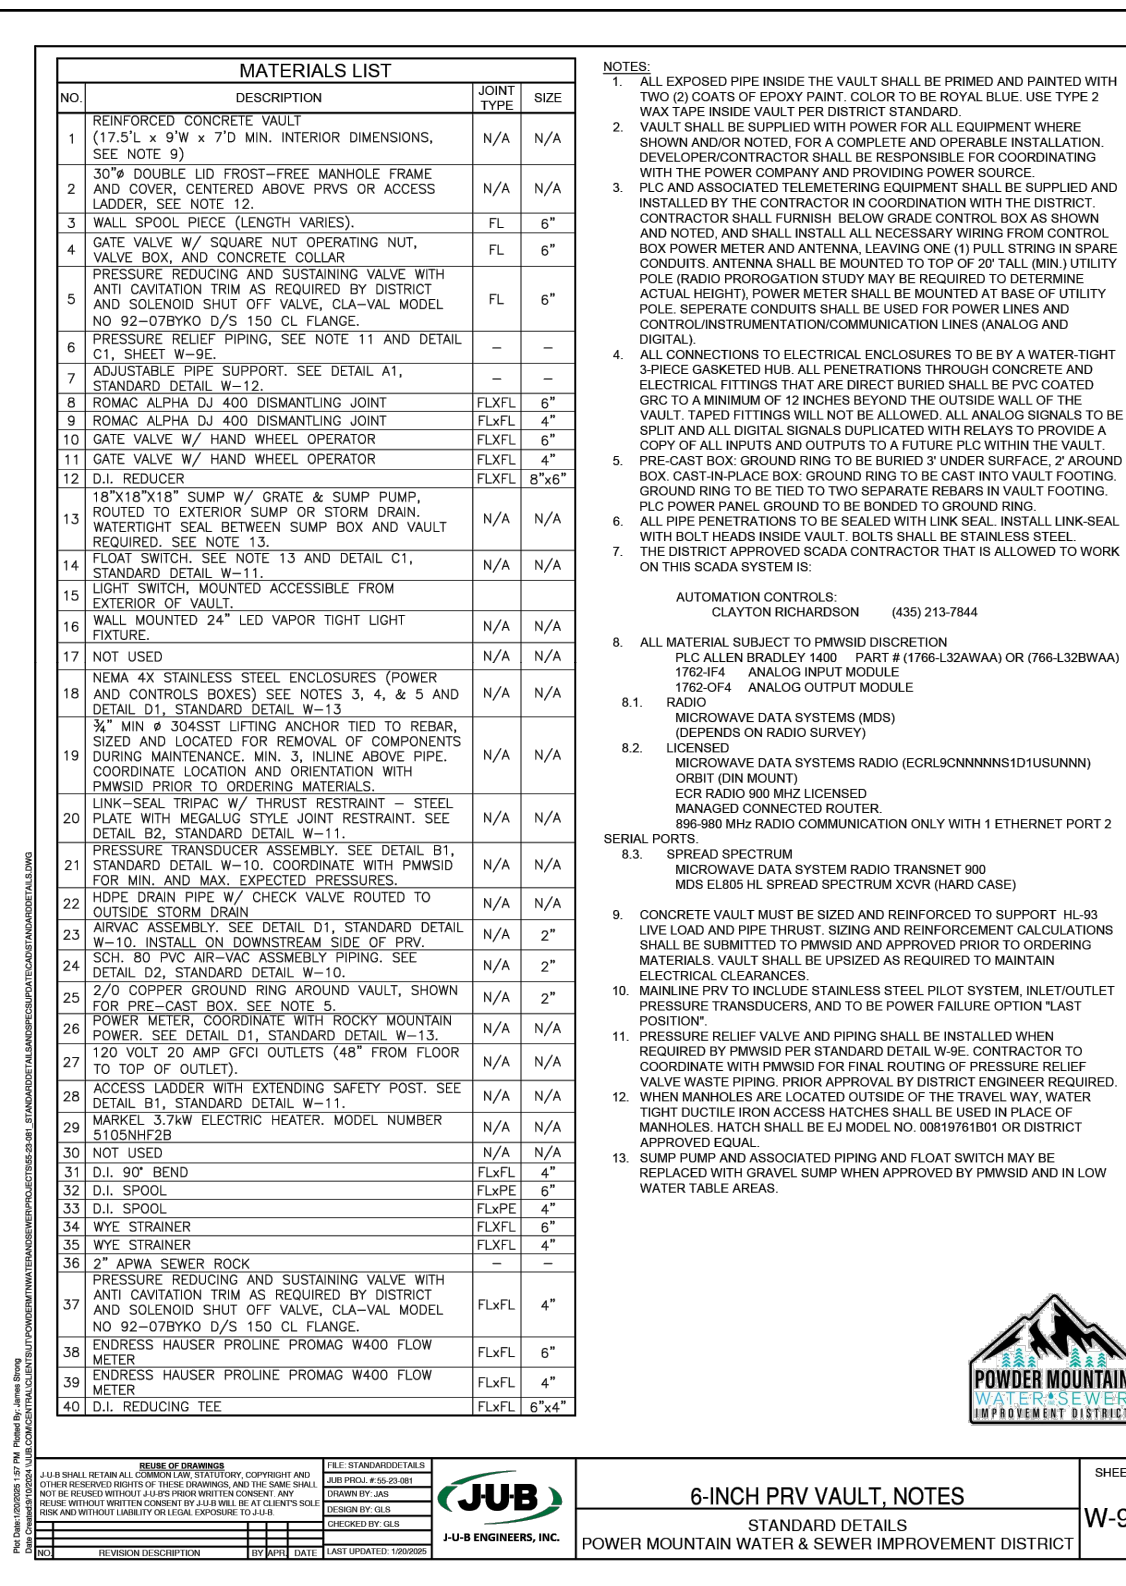 MATERIALS LIST
NO.
DESCRIPTION
JOINT
TYPE
SIZE
1
REINFORCED CONCRETE VAULT
(17.5'L x 9'W x 7'D MIN. INTERIOR DIMENSIONS,
SEE NOTE 9)
N/A
N/A
2
30"ø DOUBLE LID FROST-FREE MANHOLE FRAME
AND COVER, CENTERED ABOVE PRVS OR ACCESS
LADDER, SEE NOTE 12.
N/A
N/A
3
WALL SPOOL PIECE (LENGTH VARIES).
FL
6"
4
GATE VALVE W/ SQUARE NUT OPERATING NUT,
VALVE BOX, AND CONCRETE COLLAR
FL
6"
5
PRESSURE REDUCING AND SUSTAINING VALVE WITH
ANTI CAVITATION TRIM AS REQUIRED BY DISTRICT
AND SOLENOID SHUT OFF VALVE, CLA-VAL MODEL
NO 92-07BYKO D/S 150 CL FLANGE.
FL
6"
6
PRESSURE RELIEF PIPING, SEE NOTE 11 AND DETAIL
C1, SHEET W-9E.
–
–
7
ADJUSTABLE PIPE SUPPORT. SEE DETAIL A1,
STANDARD DETAIL W-12.
–
–
8
ROMAC ALPHA DJ 400 DISMANTLING JOINT
FLXFL
6"
9
ROMAC ALPHA DJ 400 DISMANTLING JOINT
FLxFL
4"
10
GATE VALVE W/ HAND WHEEL OPERATOR
FLXFL
6"
11
GATE VALVE W/ HAND WHEEL OPERATOR
FLXFL
4"
12
D.I. REDUCER
FLXFL
8"x6"
13
18"X18"X18" SUMP W/ GRATE & SUMP PUMP,
ROUTED TO EXTERIOR SUMP OR STORM DRAIN.
WATERTIGHT SEAL BETWEEN SUMP BOX AND VAULT
REQUIRED. SEE NOTE 13.
N/A
N/A
14
FLOAT SWITCH. SEE NOTE 13 AND DETAIL C1,
STANDARD DETAIL W-11.
N/A
N/A
15
LIGHT SWITCH, MOUNTED ACCESSIBLE FROM
EXTERIOR OF VAULT.
16
WALL MOUNTED 24" LED VAPOR TIGHT LIGHT
FIXTURE.
N/A
N/A
17
NOT USED
N/A
N/A
18
NEMA 4X STAINLESS STEEL ENCLOSURES (POWER
AND CONTROLS BOXES) SEE NOTES 3, 4, & 5 AND
DETAIL D1, STANDARD DETAIL W-13
N/A
N/A
19
¾" MIN ø 304SST LIFTING ANCHOR TIED TO REBAR,
SIZED AND LOCATED FOR REMOVAL OF COMPONENTS
DURING MAINTENANCE. MIN. 3, INLINE ABOVE PIPE.
COORDINATE LOCATION AND ORIENTATION WITH
PMWSID PRIOR TO ORDERING MATERIALS.
N/A
N/A
20
LINK-SEAL TRIPAC W/ THRUST RESTRAINT – STEEL
PLATE WITH MEGALUG STYLE JOINT RESTRAINT. SEE
DETAIL B2, STANDARD DETAIL W-11.
N/A
N/A
21
PRESSURE TRANSDUCER ASSEMBLY. SEE DETAIL B1,
STANDARD DETAIL W-10. COORDINATE WITH PMWSID
FOR MIN. AND MAX. EXPECTED PRESSURES.
N/A
N/A
22
HDPE DRAIN PIPE W/ CHECK VALVE ROUTED TO
OUTSIDE STORM DRAIN
N/A
N/A
23
AIRVAC ASSEMBLY. SEE DETAIL D1, STANDARD DETAIL
W-10. INSTALL ON DOWNSTREAM SIDE OF PRV.
N/A
2"
24
SCH. 80 PVC AIR-VAC ASSMEBLY PIPING. SEE
DETAIL D2, STANDARD DETAIL W-10.
N/A
2"
25
2/0 COPPER GROUND RING AROUND VAULT, SHOWN
FOR PRE-CAST BOX. SEE NOTE 5.
N/A
2"
26
POWER METER, COORDINATE WITH ROCKY MOUNTAIN
POWER. SEE DETAIL D1, STANDARD DETAIL W-13.
N/A
N/A
27
120 VOLT 20 AMP GFCI OUTLETS (48" FROM FLOOR
TO TOP OF OUTLET).
N/A
N/A
28
ACCESS LADDER WITH EXTENDING SAFETY POST. SEE
DETAIL B1, STANDARD DETAIL W-11.
N/A
N/A
29
MARKEL 3.7kW ELECTRIC HEATER. MODEL NUMBER
5105NHF2B
N/A
N/A
30
NOT USED
N/A
N/A
31
D.I. 90° BEND
FLxFL
4"
32
D.I. SPOOL
FLxPE
6"
33
D.I. SPOOL
FLxPE
4"
34
WYE STRAINER
FLXFL
6"
35
WYE STRAINER
FLXFL
4"
36
2" APWA SEWER ROCK
–
–
37
PRESSURE REDUCING AND SUSTAINING VALVE WITH
ANTI CAVITATION TRIM AS REQUIRED BY DISTRICT
AND SOLENOID SHUT OFF VALVE, CLA-VAL MODEL
NO 92-07BYKO D/S 150 CL FLANGE.
FLxFL
4"
38
ENDRESS HAUSER PROLINE PROMAG W400 FLOW
METER
FLxFL
6"
39
ENDRESS HAUSER PROLINE PROMAG W400 FLOW
METER
FLxFL
4"
40
D.I. REDUCING TEE
FLxFL
6"x4"
NOTES:
1. ALL EXPOSED PIPE INSIDE THE VAULT SHALL BE PRIMED AND PAINTED WITH
TWO (2) COATS OF EPOXY PAINT. COLOR TO BE ROYAL BLUE. USE TYPE 2
WAX TAPE INSIDE VAULT PER DISTRICT STANDARD.
2. VAULT SHALL BE SUPPLIED WITH POWER FOR ALL EQUIPMENT WHERE
SHOWN AND/OR NOTED, FOR A COMPLETE AND OPERABLE INSTALLATION.
DEVELOPER/CONTRACTOR SHALL BE RESPONSIBLE FOR COORDINATING
WITH THE POWER COMPANY AND PROVIDING POWER SOURCE.
3. PLC AND ASSOCIATED TELEMETERING EQUIPMENT SHALL BE SUPPLIED AND
INSTALLED BY THE CONTRACTOR IN COORDINATION WITH THE DISTRICT.
CONTRACTOR SHALL FURNISH BELOW GRADE CONTROL BOX AS SHOWN
AND NOTED, AND SHALL INSTALL ALL NECESSARY WIRING FROM CONTROL
BOX POWER METER AND ANTENNA, LEAVING ONE (1) PULL STRING IN SPARE
CONDUITS. ANTENNA SHALL BE MOUNTED TO TOP OF 20' TALL (MIN.) UTILITY
POLE (RADIO PROROGATION STUDY MAY BE REQUIRED TO DETERMINE
ACTUAL HEIGHT), POWER METER SHALL BE MOUNTED AT BASE OF UTILITY
POLE. SEPERATE CONDUITS SHALL BE USED FOR POWER LINES AND
CONTROL/INSTRUMENTATION/COMMUNICATION LINES (ANALOG AND
DIGITAL).
4. ALL CONNECTIONS TO ELECTRICAL ENCLOSURES TO BE BY A WATER-TIGHT
3-PIECE GASKETED HUB. ALL PENETRATIONS THROUGH CONCRETE AND
ELECTRICAL FITTINGS THAT ARE DIRECT BURIED SHALL BE PVC COATED
GRC TO A MINIMUM OF 12 INCHES BEYOND THE OUTSIDE WALL OF THE
VAULT. TAPED FITTINGS WILL NOT BE ALLOWED. ALL ANALOG SIGNALS TO BE
SPLIT AND ALL DIGITAL SIGNALS DUPLICATED WITH RELAYS TO PROVIDE A
COPY OF ALL INPUTS AND OUTPUTS TO A FUTURE PLC WITHIN THE VAULT.
5. PRE-CAST BOX: GROUND RING TO BE BURIED 3' UNDER SURFACE, 2' AROUND
BOX. CAST-IN-PLACE BOX: GROUND RING TO BE CAST INTO VAULT FOOTING.
GROUND RING TO BE TIED TO TWO SEPARATE REBARS IN VAULT FOOTING.
PLC POWER PANEL GROUND TO BE BONDED TO GROUND RING.
6. ALL PIPE PENETRATIONS TO BE SEALED WITH LINK SEAL. INSTALL LINK-SEAL
WITH BOLT HEADS INSIDE VAULT. BOLTS SHALL BE STAINLESS STEEL.
7. THE DISTRICT APPROVED SCADA CONTRACTOR THAT IS ALLOWED TO WORK
ON THIS SCADA SYSTEM IS:
AUTOMATION CONTROLS:
CLAYTON RICHARDSON (435) 213-7844
8. ALL MATERIAL SUBJECT TO PMWSID DISCRETION
PLC ALLEN BRADLEY 1400 PART # (1766-L32AWAA) OR (766-L32BWAA)
1762-IF4 ANALOG INPUT MODULE
1762-OF4 ANALOG OUTPUT MODULE
8.1. RADIO
MICROWAVE DATA SYSTEMS (MDS)
(DEPENDS ON RADIO SURVEY)
8.2. LICENSED
MICROWAVE DATA SYSTEMS RADIO (ECRL9CNNNNNS1D1USUNNN)
ORBIT (DIN MOUNT)
ECR RADIO 900 MHZ LICENSED
MANAGED CONNECTED ROUTER.
896-980 MHz RADIO COMMUNICATION ONLY WITH 1 ETHERNET PORT 2
SERIAL PORTS.
8.3. SPREAD SPECTRUM
MICROWAVE DATA SYSTEM RADIO TRANSNET 900
MDS EL805 HL SPREAD SPECTRUM XCVR (HARD CASE)
9. CONCRETE VAULT MUST BE SIZED AND REINFORCED TO SUPPORT HL-93
LIVE LOAD AND PIPE THRUST. SIZING AND REINFORCEMENT CALCULATIONS
SHALL BE SUBMITTED TO PMWSID AND APPROVED PRIOR TO ORDERING
MATERIALS. VAULT SHALL BE UPSIZED AS REQUIRED TO MAINTAIN
ELECTRICAL CLEARANCES.
10. MAINLINE PRV TO INCLUDE STAINLESS STEEL PILOT SYSTEM, INLET/OUTLET
PRESSURE TRANSDUCERS, AND TO BE POWER FAILURE OPTION "LAST
POSITION".
11. PRESSURE RELIEF VALVE AND PIPING SHALL BE INSTALLED WHEN
REQUIRED BY PMWSID PER STANDARD DETAIL W-9E. CONTRACTOR TO
COORDINATE WITH PMWSID FOR FINAL ROUTING OF PRESSURE RELIEF
VALVE WASTE PIPING. PRIOR APPROVAL BY DISTRICT ENGINEER REQUIRED.
12. WHEN MANHOLES ARE LOCATED OUTSIDE OF THE TRAVEL WAY, WATER
TIGHT DUCTILE IRON ACCESS HATCHES SHALL BE USED IN PLACE OF
MANHOLES. HATCH SHALL BE EJ MODEL NO. 00819761B01 OR DISTRICT
APPROVED EQUAL.
13. SUMP PUMP AND ASSOCIATED PIPING AND FLOAT SWITCH MAY BE
REPLACED WITH GRAVEL SUMP WHEN APPROVED BY PMWSID AND IN LOW
WATER TABLE AREAS.
POWDER MOUNTAIN
WATER SEWER
IMPROVEMENT DISTRICT
Plot Date:1/20/2025 1:57 PM Plotted By: James Strong
REUSE OF DRAWINGS
J-U-B SHALL RETAIN ALL COMMON LAW, STATUTORY, COPYRIGHT AND
OTHER RESERVED RIGHTS OF THESE DRAWINGS, AND THE SAME SHALL
NOT BE REUSED WITHOUT J-U-B'S PRIOR WRITTEN CONSENT. ANY
REUSE WITHOUT WRITTEN CONSENT BY J-U-B WILL BE AT CLIENT'S SOLE
RISK AND WITHOUT LIABILITY OR LEGAL EXPOSURE TO J-U-B.
NO.
REVISION DESCRIPTION
BY
APR.
DATE
FILE: STANDARDDETAILS
JUB PROJ. #:55-23-081
DRAWN BY: JAS
DESIGN BY: GLS
CHECKED BY: GLS
LAST UPDATED: 1/20/2025
JUB
J-U-B ENGINEERS, INC.
6-INCH PRV VAULT, NOTES
STANDARD DETAILS
POWER MOUNTAIN WATER & SEWER IMPROVEMENT DISTRICT
SHEE
W-9